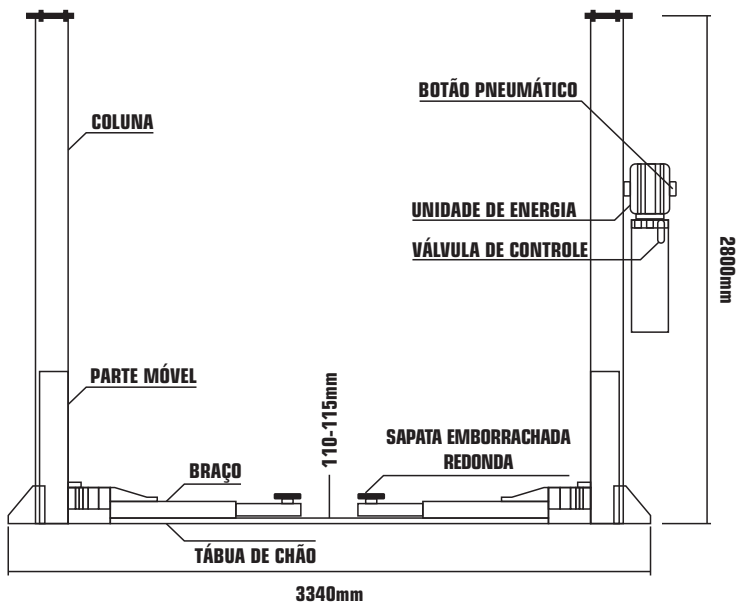 BOTÃO PNEUMÁTICO
COLUNA
UNIDADE DE ENERGIA
VÁLVULA DE CONTROLE
2800mm
PARTE MÓVEL
110-115mm
SAPATA EMBORRACHADA
REDONDA
BRAÇO
TÁBUA DE CHÃO
3340mm